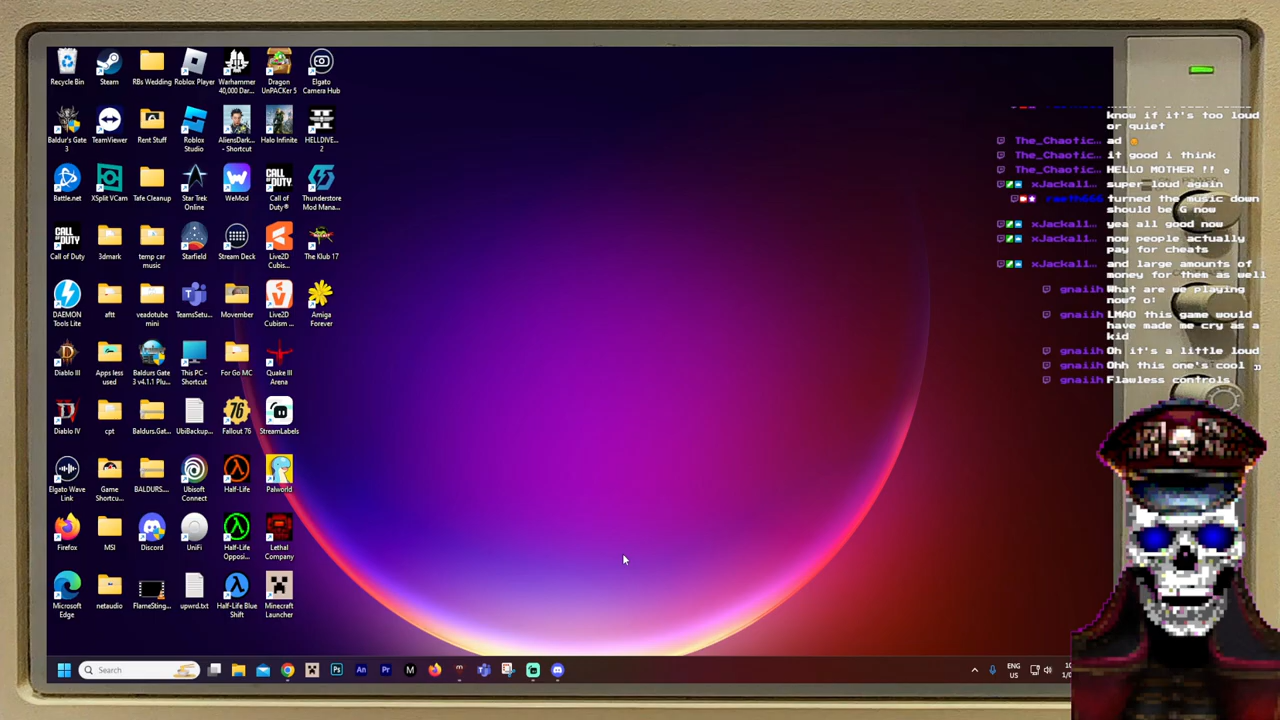 Recycle Bin
Steam
RBs Wedding
Roblox Player
Warhammer
40,000 Dar...
Dragon
UnPACKer 5
Elgato
Camera Hub
Baldur's Gate
3
TeamViewer
Rent Stuff
Roblox
Studio
AliensDark...
- Shortcut
Halo Infinite
HELLDIVE...
2
Battle.net
XSplit VCam
Tafe Cleanup
Star Trek
Online
WeMod
Call of
Duty®
Thunderstore
Mod Mana...
Call of Duty
3dmark
temp car
music
Starfield
Stream Deck
Live2D
Cubis...
The Klub 17
DAEMON
Tools Lite
aftt
veadotube
mini
TeamsSetu...
Movember
Live2D
Cubism ...
Amiga
Forever
Diablo III
Apps less
used
Baldurs Gate
3 v4.1.1 Plu...
This PC -
Shortcut
For Go MC
Quake III
Arena
Diablo IV
cpt
Baldurs.Gat...
UbiBackup...
Fallout 76
StreamLabels
Elgato Wave
Link
Game
Shortcuc...
BALDURS....
Ubisoft
Connect
Half-Life
Palworld
Firefox
MSI
Discord
UniFi
Half-Life
Opposi...
Lethal
Company
Microsoft
Edge
netaudio
FlameSting...
upwrd.txt
Half-Life Blue
Shift
Minecraft
Launcher
know if it's too loud
or quiet
The_Chaotic... ad
The_Chaotic... it good i think
The_Chaotic... HELLO MOTHER !!
xJackall... super loud again
turned the music down
should be G now
xJackall... yea all good now
xJackall... now people actually
pay for cheats
xJackall... and large amounts of
money for them as well
gnaiih What are we playing
now? o:
gnaiih LMAO this game would
have made me cry as a
kid
gnaiih Oh it's a little loud
gnaiih Ohh this one's cool
gnaiih Flawless controls
Search
ENG
US